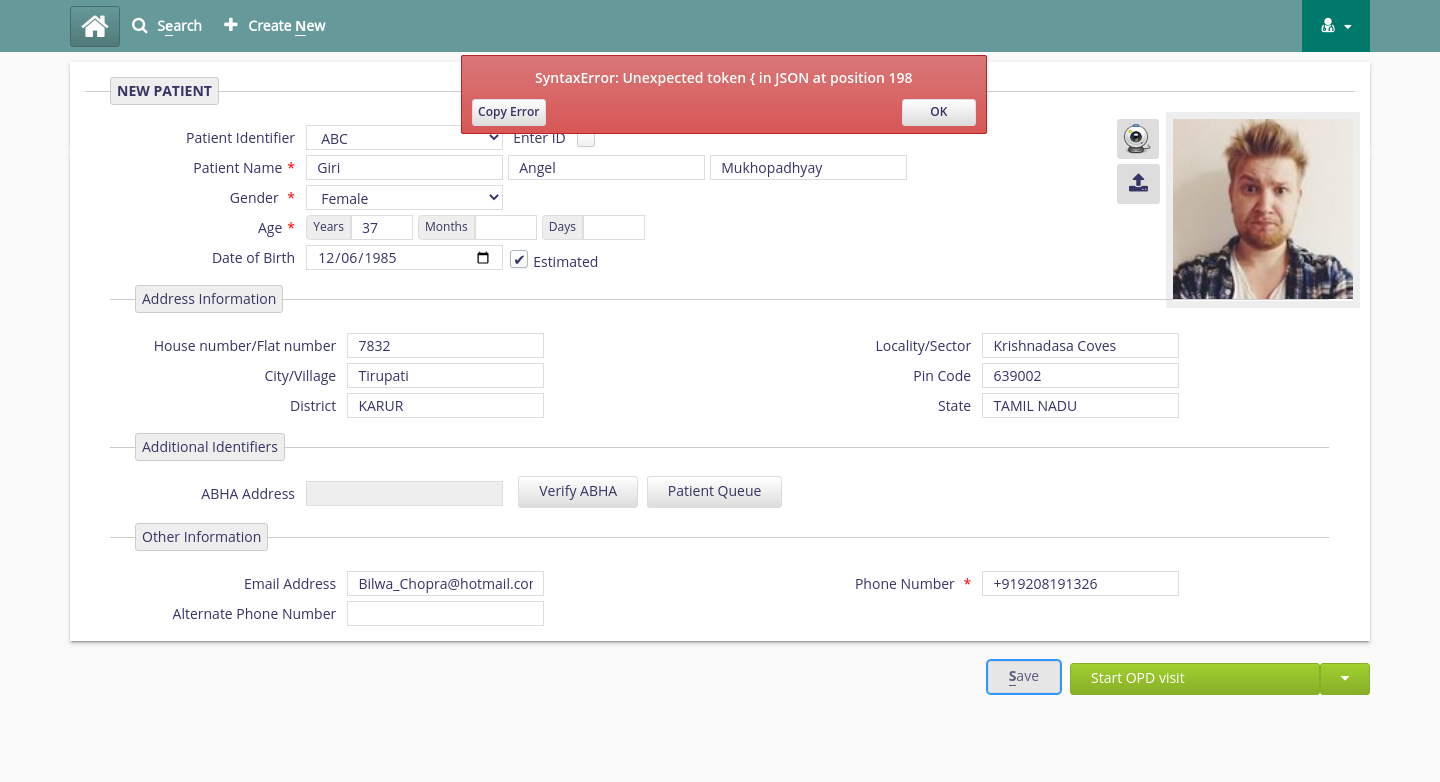 Search Create New
SyntaxError: Unexpected token { in JSON at position 198
Copy Error OK
NEW PATIENT
Patient Identifier ABC Enter ID
Patient Name * Giri Angel Mukhopadhyay
Gender * Female
Age * Years 37 Months Days
Date of Birth 12/06/1985 Estimated
Address Information
House number/Flat number 7832 Locality/Sector Krishnadasa Coves
City/Village Tirupati Pin Code 639002
District KARUR State TAMIL NADU
Additional Identifiers
ABHA Address Verify ABHA Patient Queue
Other Information
Email Address Bilwa_Chopra@hotmail.cor Phone Number * +919208191326
Alternate Phone Number
Save Start OPD visit